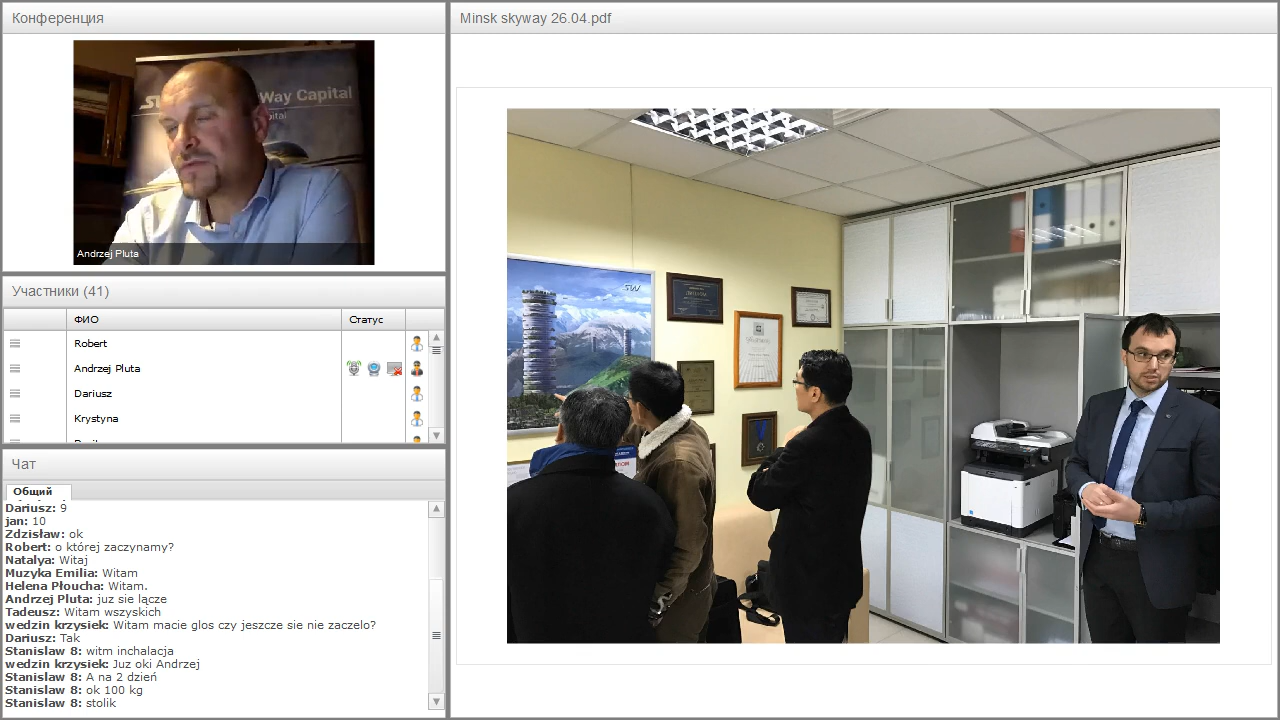 Конференция
Way Capital
Andrzej Pluta
Участники (41)
ФИО
Статус
Robert
Andrzej Pluta
Dariusz
Krystyna
Чат
Общий
Dariusz: 9
jan: 10
Zdzisław: ok
Robert: o której zaczynamy?
Natalya: Witaj
Muzyka Emilia: Witam
Helena Płoucha: Witam.
Andrzej Pluta: juz sie lącze
Tadeusz: Witam wszyskich
wedzin krzysiek: Witam macie glos czy jeszcze sie nie zaczelo?
Dariusz: Tak
Stanislaw 8: witm inchalacja
wedzin krzysiek: Juz oki Andrzej
Stanislaw 8: A na 2 dzień
Stanislaw 8: ok 100 kg
Stanislaw 8: stolik
Minsk skyway 26.04.pdf
SW